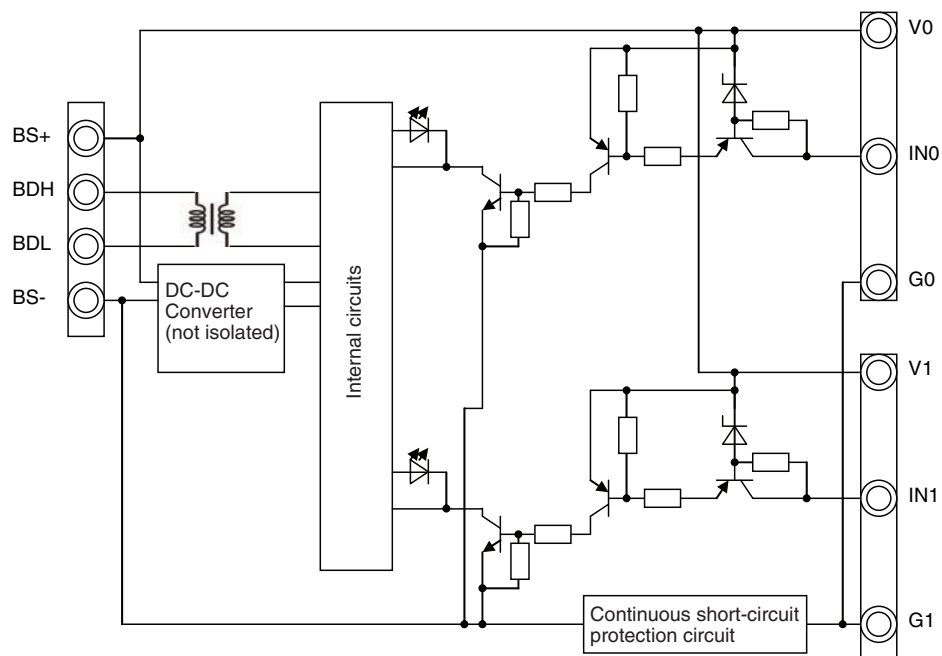 BS+
BDH
BDL
BS-
DC-DC
Converter
(not isolated)
Internal circuits
V0
IN0
G0
V1
IN1
G1
Continuous short-circuit
protection circuit